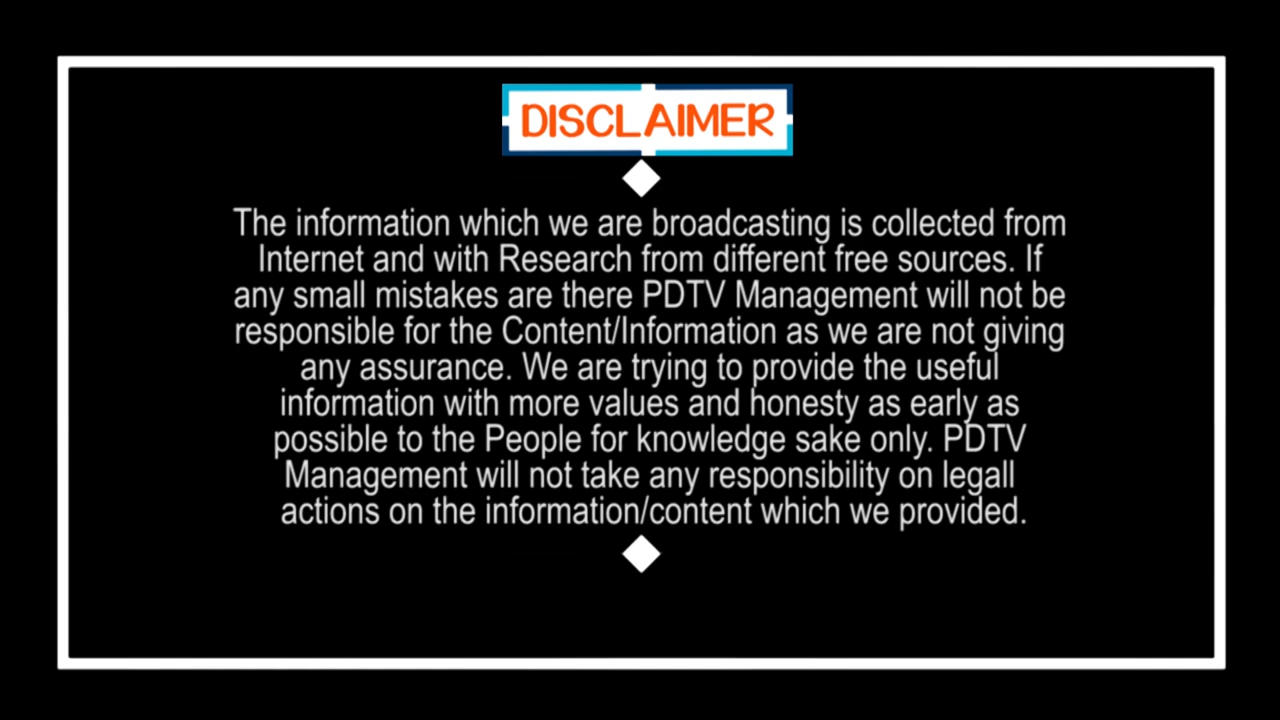 DISCLAIMER
The information which we are broadcasting is collected from
Internet and with Research from different free sources. If
any small mistakes are there PDTV Management will not be
responsible for the Content/Information as we are not giving
any assurance. We are trying to provide the useful
information with more values and honesty as early as
possible to the People for knowledge sake only. PDTV
Management will not take any responsibility on legall
actions on the information/content which we provided.